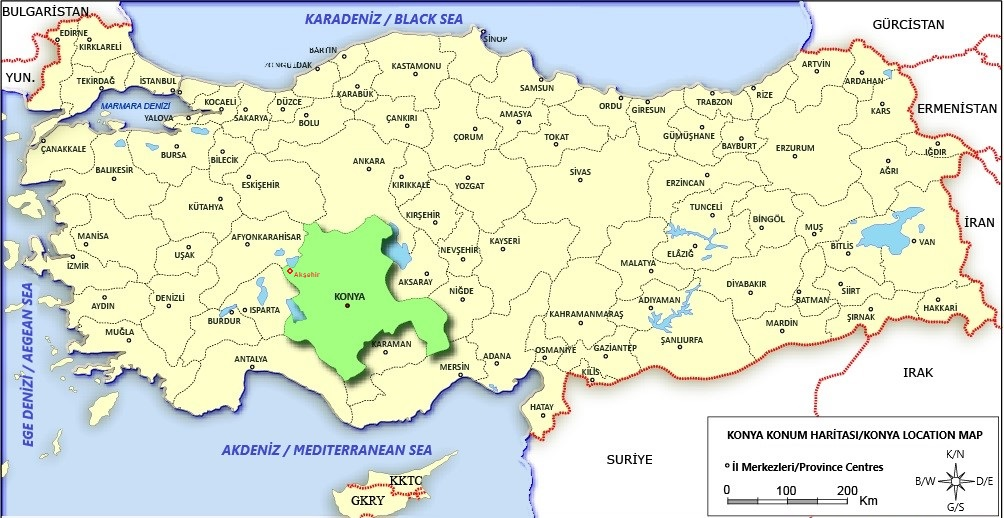 BULGARİSTAN
KARADENİZ / BLACK SEA
GÜRCİSTAN
EDİRNE
KIRKLARELİ
SİNOP
BARTIN
KASTAMONU
ARTVİN
YUN.
TEKİRDAĞ
İSTANBUL
KARABÜK
SAMSUN
ARDAHAN
MARMARA DENİZİ
KOCAELİ
DÜZCE
ORDU
GİRESUN
TRABZON
RİZE
KARS
ERMENİSTAN
YALOVA
SAKARYA
BOLU
ÇANKIRI
AMASYA
ÇORUM
TOKAT
GÜMÜŞHANE
BAYBURT
ERZURUM
IĞDIR
ÇANAKKALE
BURSA
BİLECİK
ANKARA
BALIKESİR
SİVAS
AĞRI
ESKİŞEHİR
KIRIKKALE
YOZGAT
ERZİNCAN
KÜTAHYA
KIRŞEHİR
TUNCELİ
BİNGÖL
MUŞ
İRAN
MANİSA
AFYONKARAHİSAR
KAYSERİ
BİTLİS
VAN
UŞAK
NEVŞEHİR
ELÂZIĞ
İZMİR
Akşehir
MALATYA
AKSARAY
NİĞDE
DİYABAKIR
BATMAN
SİİRT
AYDIN
DENİZLİ
KONYA
ADIYAMAN
HAKKARİ
ISPARTA
BURDUR
KAHRAMANMARAŞ
MARDİN
ŞIRNAK
MUĞLA
KARAMAN
GAZİANTEP
ŞANLIURFA
ANTALYA
MERSİN
ADANA
OSMANİYE
KİLİS
IRAK
EGE DENİZİ / AEGEAN SEA
HATAY
AKDENİZ / MEDITERRANEAN SEA
SURİYE
KKTC
GKRY
KONYA KONUM HARİTASI/KONYA LOCATION MAP
İl Merkezleri/Province Centres
K/N
B/W
D/E
G/S
0 100 200
Km